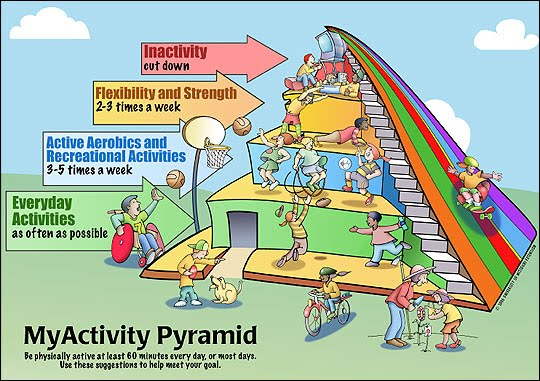 Inactivity
cut down
Flexibility and Strength
2-3 times a week
Active Aerobics and
Recreational Activities
3-5 times a week
Everyday
Activities
as often as possible
MyActivity Pyramid
Be physically active at least 60 minutes every day, or most days.
Use these suggestions to help meet your goal.